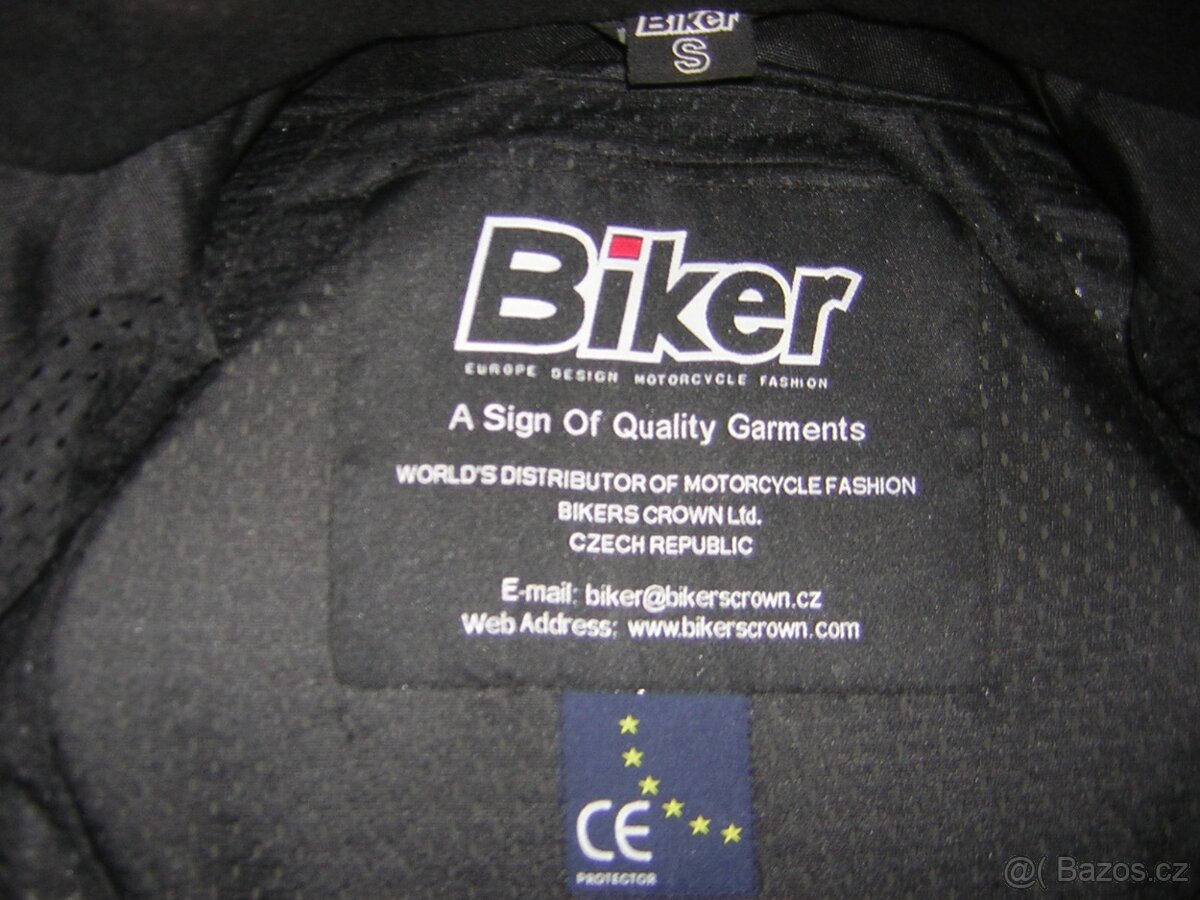 Biker
S
Biker
EUROPE DESIGN MOTORCYCLE FASHION
A Sign Of Quality Garments
WORLD'S DISTRIBUTOR OF MOTORCYCLE FASHION
BIKERS CROWN Ltd.
CZECH REPUBLIC
E-mail: biker@bikerscrown.cz
Web Address: www.bikerscrown.com
CE
PROTECTOR
@( Bazos.cz